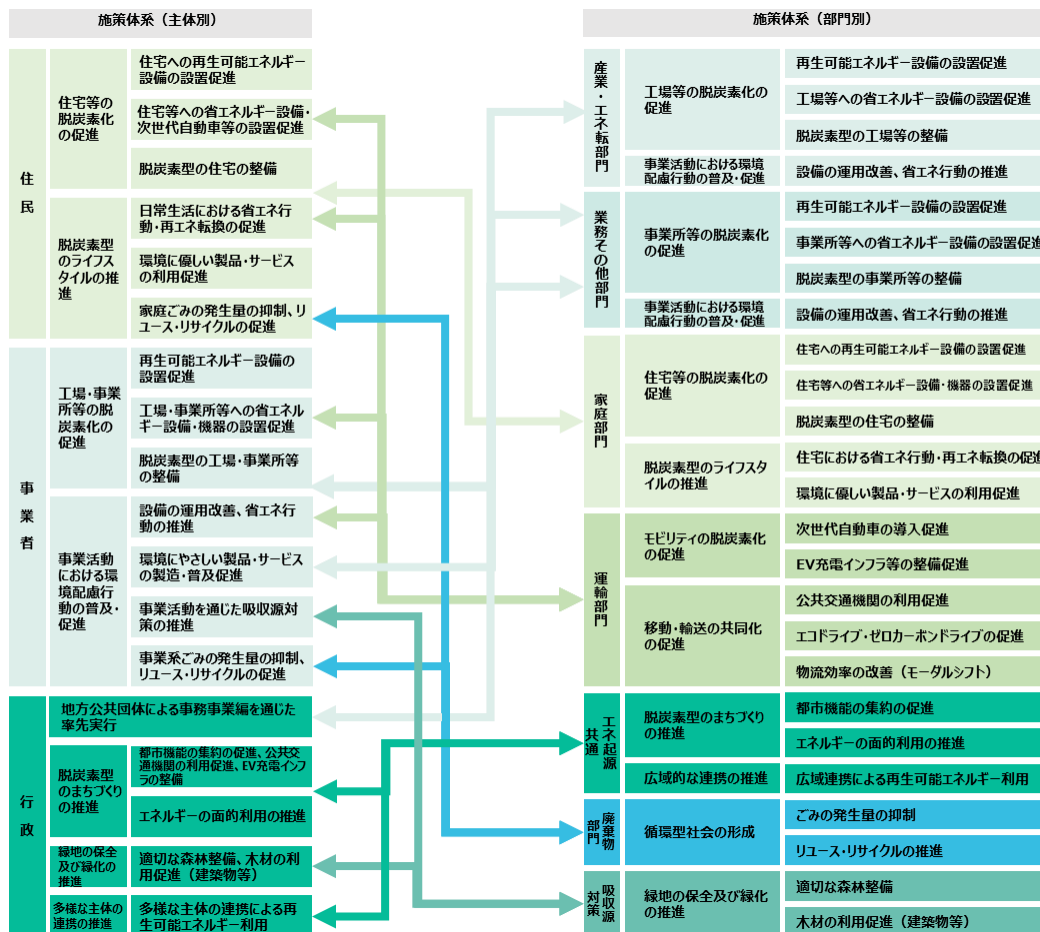 施策体系（主体別）
住民
住宅等の
脱炭素化
の促進
住宅への再生可能エネルギー
設備の設置促進
住宅等への省エネルギー設備・
次世代自動車等の設置促進
脱炭素型の住宅の整備
脱炭素型
のライフス
タイルの推
進
日常生活における省エネ行
動・再エネ転換の促進
環境に優しい製品・サービス
の利用促進
家庭ごみの発生量の抑制、リ
ユース・リサイクルの促進
事業者
工場・事業
所等の脱
炭素化の
促進
再生可能エネルギー設備の
設置促進
工場・事業所等への省エネル
ギー設備・機器の設置促進
脱炭素型の工場・事業所等
の整備
事業活動
における環
境配慮行
動の普及・
促進
設備の運用改善、省エネ行
動の推進
環境にやさしい製品・サービス
の製造・普及促進
事業活動を通じた吸収源対
策の推進
事業系ごみの発生量の抑制、
リユース・リサイクルの促進
行政
地方公共団体による事務事業編を通じた
率先実行
脱炭素型
のまちづくり
の推進
都市機能の集約の促進、公共交
通機関の利用促進、EV充電インフ
ラの整備
エネルギーの面的利用の推進
緑地の保全
及び緑化の
推進
適切な森林整備、木材の利
用促進（建築物等）
多様な主体の
連携の推進
多様な主体の連携による再
生可能エネルギー利用
施策体系（部門別）
産業・エネ転部門
工場等の脱炭素化の
促進
再生可能エネルギー設備の設置促進
工場等への省エネルギー設備の設置促進
脱炭素型の工場等の整備
事業活動における環境
配慮行動の普及・促進
設備の運用改善、省エネ行動の推進
業務その他部門
事業所等の脱炭素化
の促進
再生可能エネルギー設備の設置促進
事業所等への省エネルギー設備の設置促進
脱炭素型の事業所等の整備
事業活動における環境
配慮行動の普及・促進
設備の運用改善、省エネ行動の推進
家庭部門
住宅等の脱炭素化の
促進
住宅への再生可能エネルギー設備の設置促進
住宅等への省エネルギー設備・機器の設置促進
脱炭素型の住宅の整備
脱炭素型のライフスタ
イルの推進
住宅における省エネ行動・再エネ転換の促進
環境に優しい製品・サービスの利用促進
運輸部門
モビリティの脱炭素化
の促進
次世代自動車の導入促進
EV充電インフラ等の整備促進
移動・輸送の共同化
の促進
公共交通機関の利用促進
エコドライブ・ゼロカーボンドライブの促進
物流効率の改善（モーダルシフト）
エネ起源
共通
脱炭素型のまちづくり
の推進
都市機能の集約の促進
エネルギーの面的利用の推進
広域的な連携の推進
広域連携による再生可能エネルギー利用
廃棄物
部門
循環型社会の形成
ごみの発生量の抑制
リユース・リサイクルの推進
吸収源
対策
緑地の保全及び緑化
の推進
適切な森林整備
木材の利用促進（建築物等）